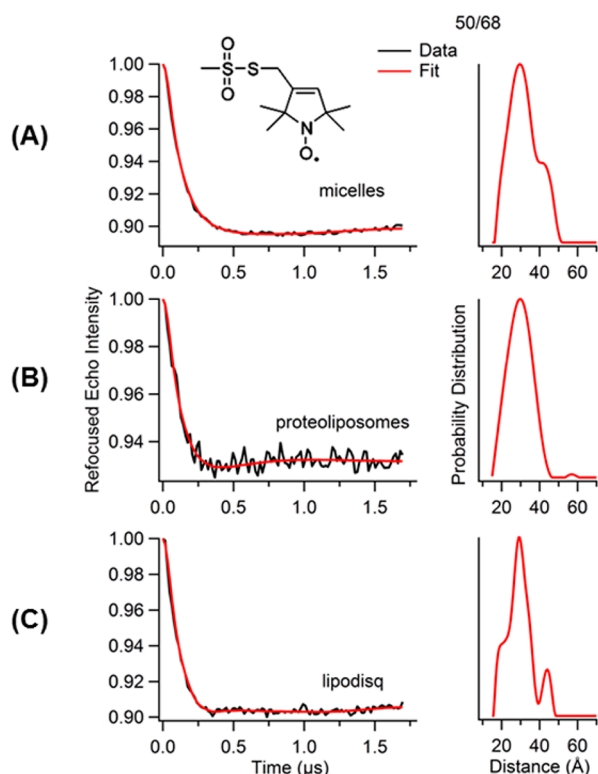 50/68
Data
Fit
(A)
O
S
S
O
N
O•
micelles
1.00
0.98
0.96
0.94
0.92
0.90
0.0 0.5 1.0 1.5
20 40 60
(B)
Refocused Echo Intensity
Probability Distribution
proteoliposomes
1.00
0.98
0.96
0.94
0.0 0.5 1.0 1.5
20 40 60
(C)
lipodisq
1.00
0.98
0.96
0.94
0.92
0.90
0.0 0.5 1.0 1.5
20 40 60
Time (µs)
Distance (Å)